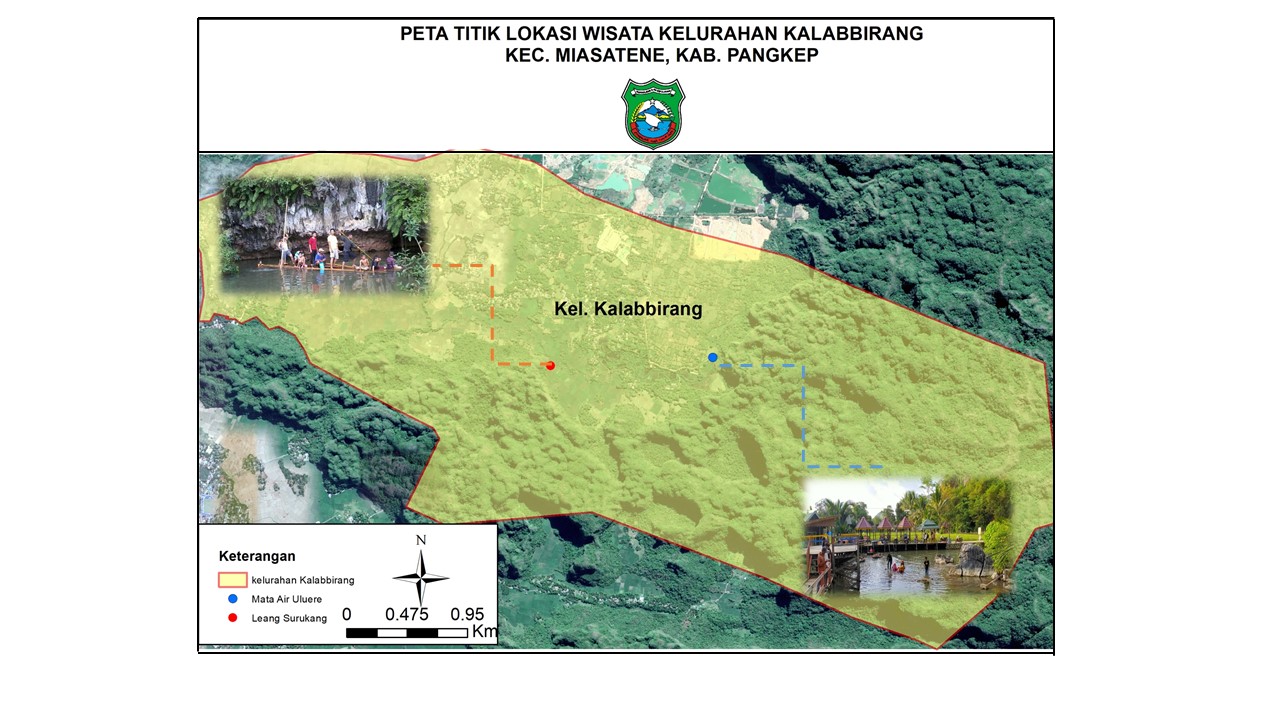 PETA TITIK LOKASI WISATA KELURAHAN KALABBIRANG
KEC. MIASATENE, KAB. PANGKEP
Kel. Kalabbirang
Keterangan
kelurahan Kalabbirang
Mata Air Uluere
Leang Surukang
N
0 0.475 0.95
Km